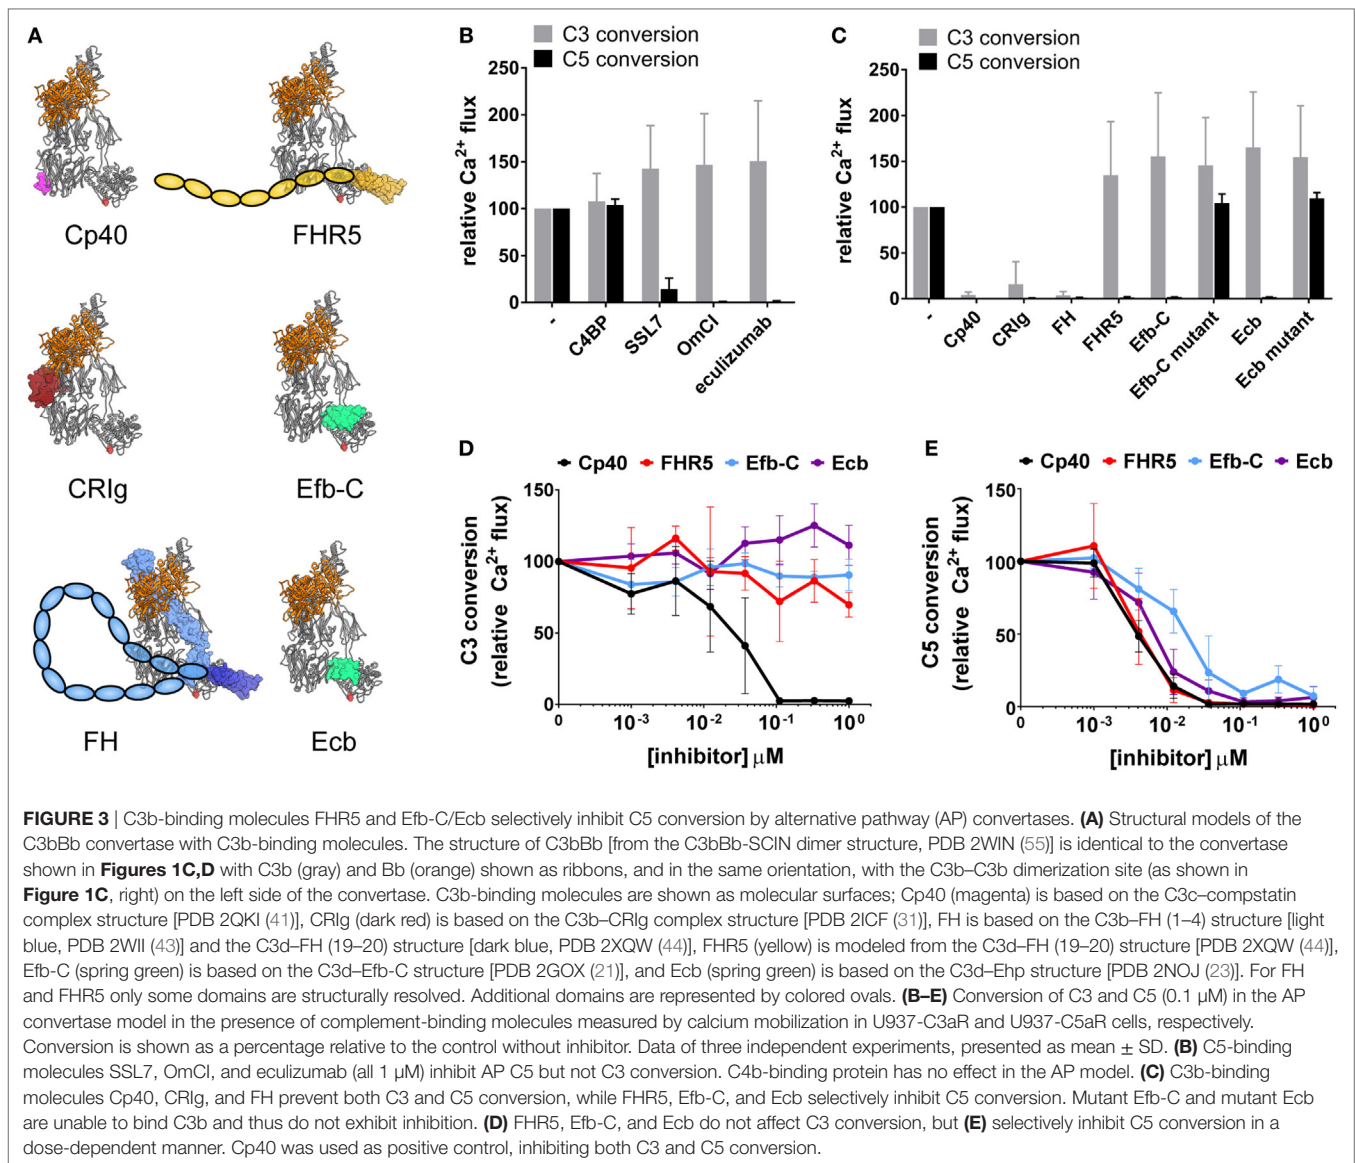 A
Cp40
FHR5
CRIg
Efb-C
FH
Ecb
B
C3 conversion
C5 conversion
relative Ca²⁺ flux
250
200
150
100
50
0
-
C4BP
SSL7
OmCI
eculizumab
C
C3 conversion
C5 conversion
relative Ca²⁺ flux
250
200
150
100
50
0
-
Cp40
CRIg
FH
FHR5
Efb-C
Efb-C mutant
Ecb
Ecb mutant
D
Cp40 FHR5 Efb-C Ecb
C3 conversion
(relative Ca²⁺ flux)
150
100
50
0
0 10⁻³ 10⁻² 10⁻¹ 10⁰
[inhibitor] μM
E
Cp40 FHR5 Efb-C Ecb
C5 conversion
(relative Ca²⁺ flux)
150
100
50
0
0 10⁻³ 10⁻² 10⁻¹ 10⁰
[inhibitor] μM
FIGURE 3 | C3b-binding molecules FHR5 and Efb-C/Ecb selectively inhibit C5 conversion by alternative pathway (AP) convertases. (A) Structural models of the
C3bBb convertase with C3b-binding molecules. The structure of C3bBb [from the C3bBb-SCIN dimer structure, PDB 2WIN (55)] is identical to the convertase
shown in Figures 1C,D with C3b (gray) and Bb (orange) shown as ribbons, and in the same orientation, with the C3b–C3b dimerization site (as shown in
Figure 1C, right) on the left side of the convertase. C3b-binding molecules are shown as molecular surfaces; Cp40 (magenta) is based on the C3c–compstatin
complex structure [PDB 2QKI (41)], CRIg (dark red) is based on the C3b–CRIg complex structure [PDB 2ICF (31)], FH is based on the C3b–FH (1–4) structure [light
blue, PDB 2WII (43)] and the C3d–FH (19–20) structure [dark blue, PDB 2XQW (44)], FHR5 (yellow) is modeled from the C3d–FH (19–20) structure [PDB 2XQW (44)],
Efb-C (spring green) is based on the C3d–Efb-C structure [PDB 2GOX (21)], and Ecb (spring green) is based on the C3d–Ehp structure [PDB 2NOJ (23)]. For FH
and FHR5 only some domains are structurally resolved. Additional domains are represented by colored ovals. (B–E) Conversion of C3 and C5 (0.1 μM) in the AP
convertase model in the presence of complement-binding molecules measured by calcium mobilization in U937-C3aR and U937-C5aR cells, respectively.
Conversion is shown as a percentage relative to the control without inhibitor. Data of three independent experiments, presented as mean ± SD. (B) C5-binding
molecules SSL7, OmCI, and eculizumab (all 1 μM) inhibit AP C5 but not C3 conversion. C4b-binding protein has no effect in the AP model. (C) C3b-binding
molecules Cp40, CRIg, and FH prevent both C3 and C5 conversion, while FHR5, Efb-C, and Ecb selectively inhibit C5 conversion. Mutant Efb-C and mutant Ecb
are unable to bind C3b and thus do not exhibit inhibition. (D) FHR5, Efb-C, and Ecb do not affect C3 conversion, but (E) selectively inhibit C5 conversion in a
dose-dependent manner. Cp40 was used as positive control, inhibiting both C3 and C5 conversion.